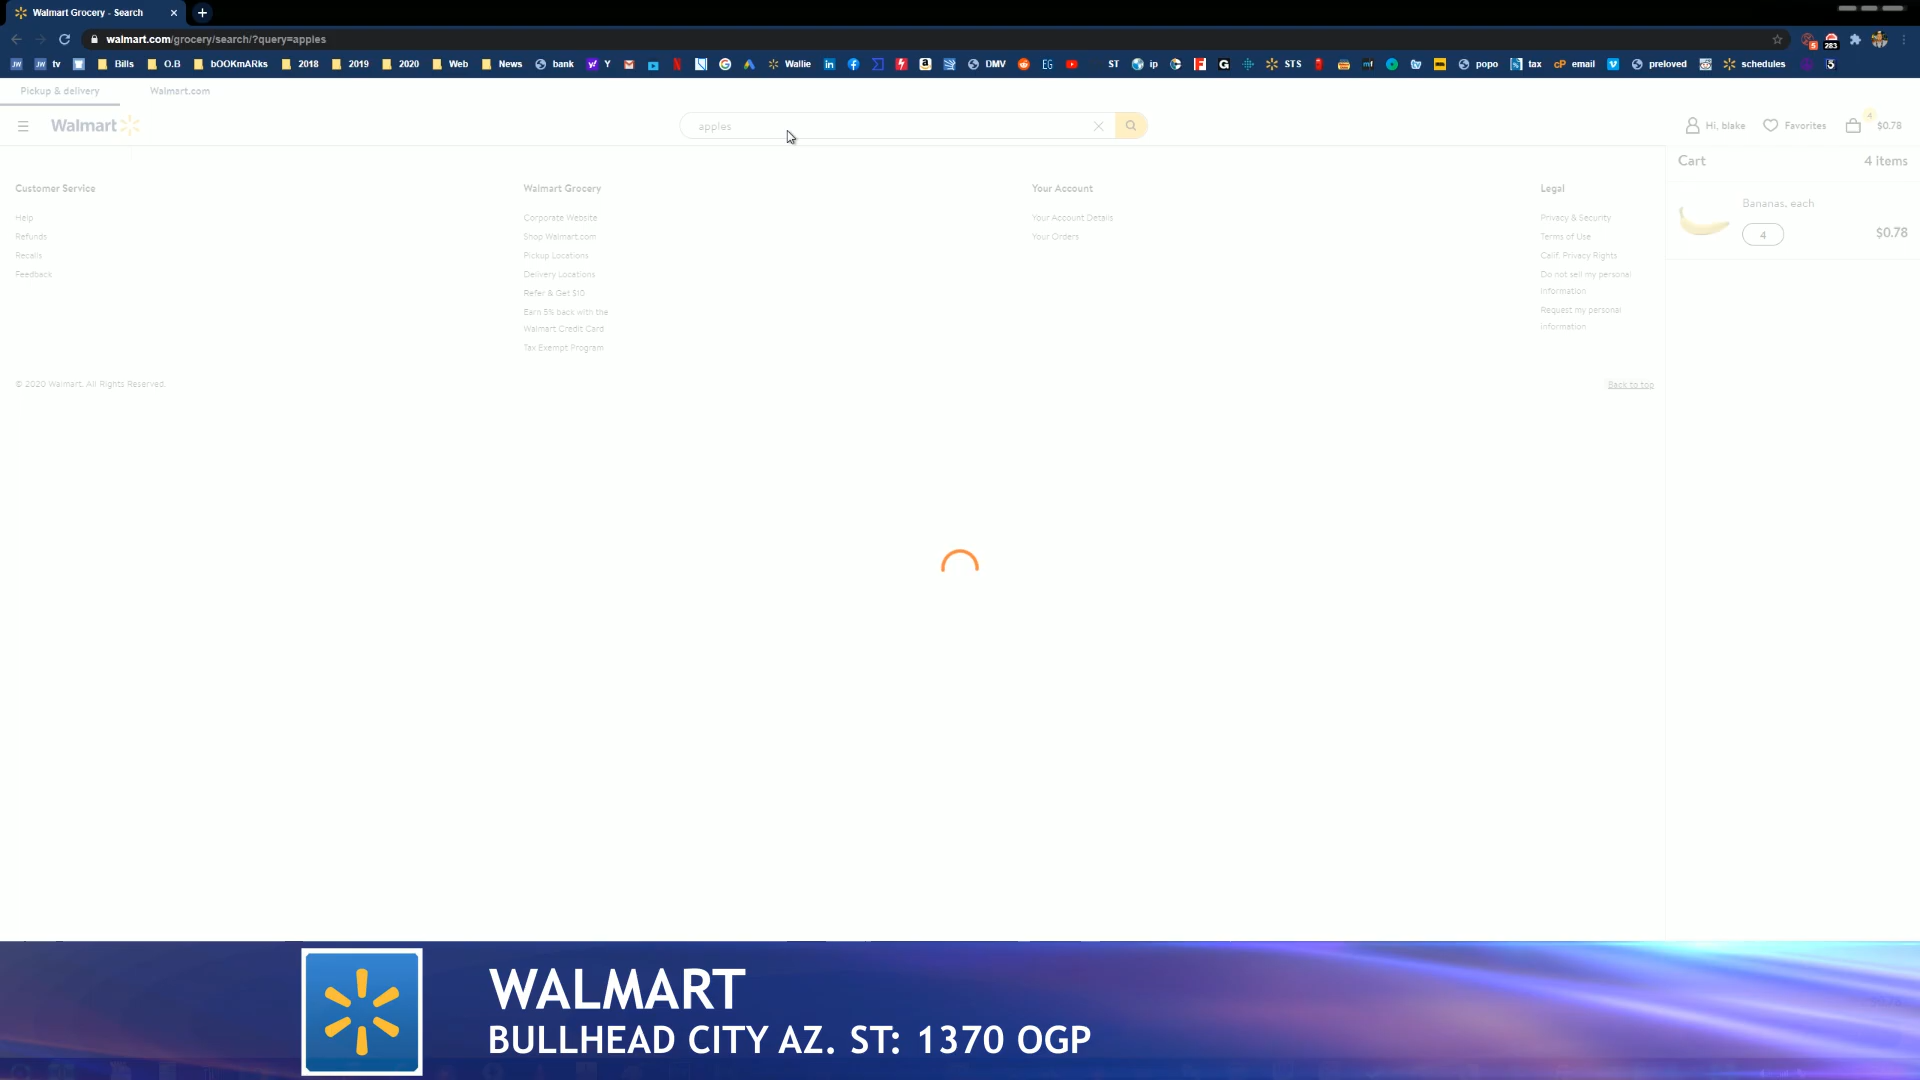 Walmart Grocery - Search
walmart.com/grocery/search/?query=apples
tv Bills O.B bOOKmARks 2018 2019 2020 Web News bank Y Wallie DMV EG ST ip STS popo tax email preloved schedules
5
283
Pickup & delivery Walmart.com
Walmart
apples
Hi, blake Favorites 4 $0.78
Cart 4 items
Bananas, each
4 $0.78
Customer Service
Help
Refunds
Recalls
Feedback
Walmart Grocery
Corporate Website
Shop Walmart.com
Pickup Locations
Delivery Locations
Refer & Get $10
Earn 5% back with the
Walmart Credit Card
Tax Exempt Program
Your Account
Your Account Details
Your Orders
Legal
Privacy & Security
Terms of Use
Calif. Privacy Rights
Do not sell my personal
information
Request my personal
information
© 2020 Walmart. All Rights Reserved.
Back to top
WALMART
BULLHEAD CITY AZ. ST: 1370 OGP